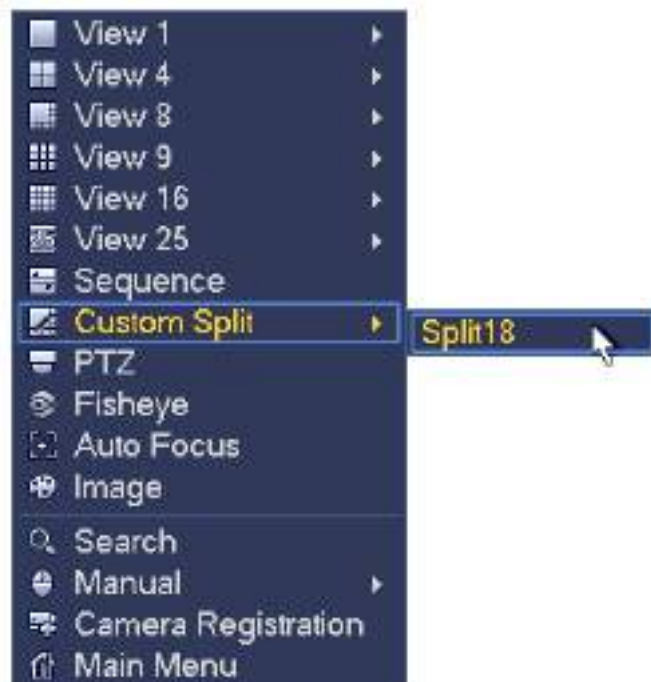 View 1
View 4
View 8
View 9
View 16
View 25
Sequence
Custom Split
Split18
PTZ
Fisheye
Auto Focus
Image
Search
Manual
Camera Registration
Main Menu